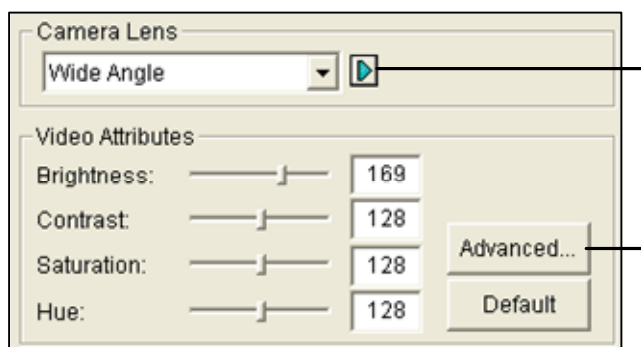 Camera Lens
Wide Angle
Video Attributes
Brightness: 169
Contrast: 128
Saturation: 128
Hue: 128
Advanced...
Default